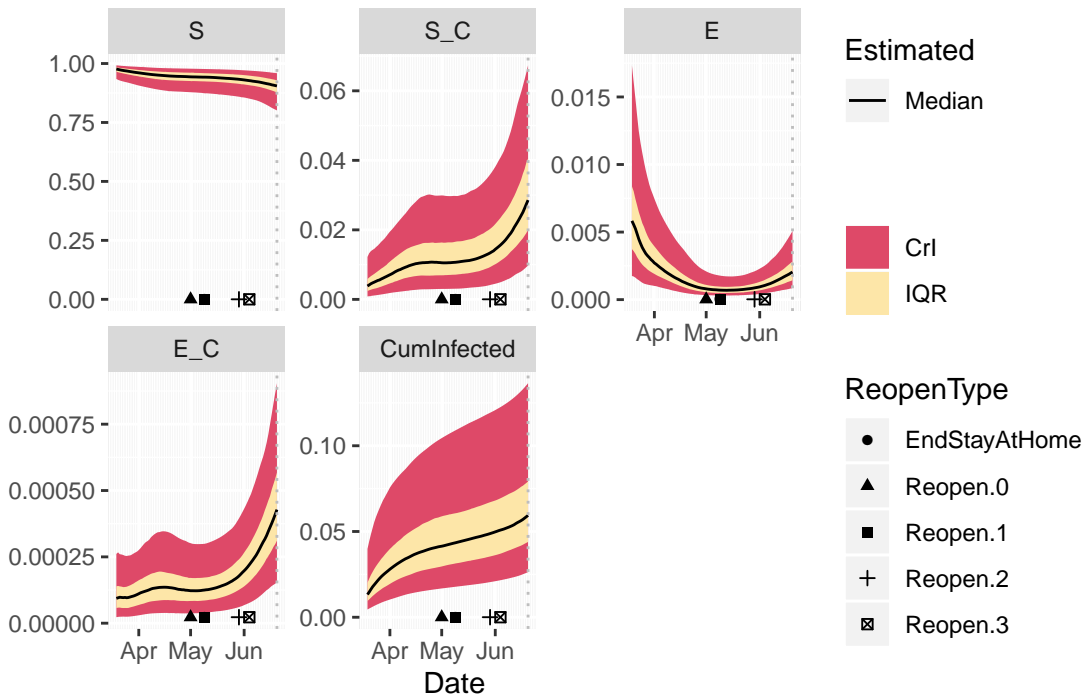 S
1.00
0.75
0.50
0.25
0.00
S_C
0.06
0.04
0.02
0.00
E
0.015
0.010
0.005
0.000
Apr May Jun
E_C
0.00075
0.00050
0.00025
0.00000
Apr May Jun
CumInfected
0.10
0.05
0.00
Apr May Jun
Date
Estimated
Median
CrI
IQR
ReopenType
EndStayAtHome
Reopen.0
Reopen.1
Reopen.2
Reopen.3